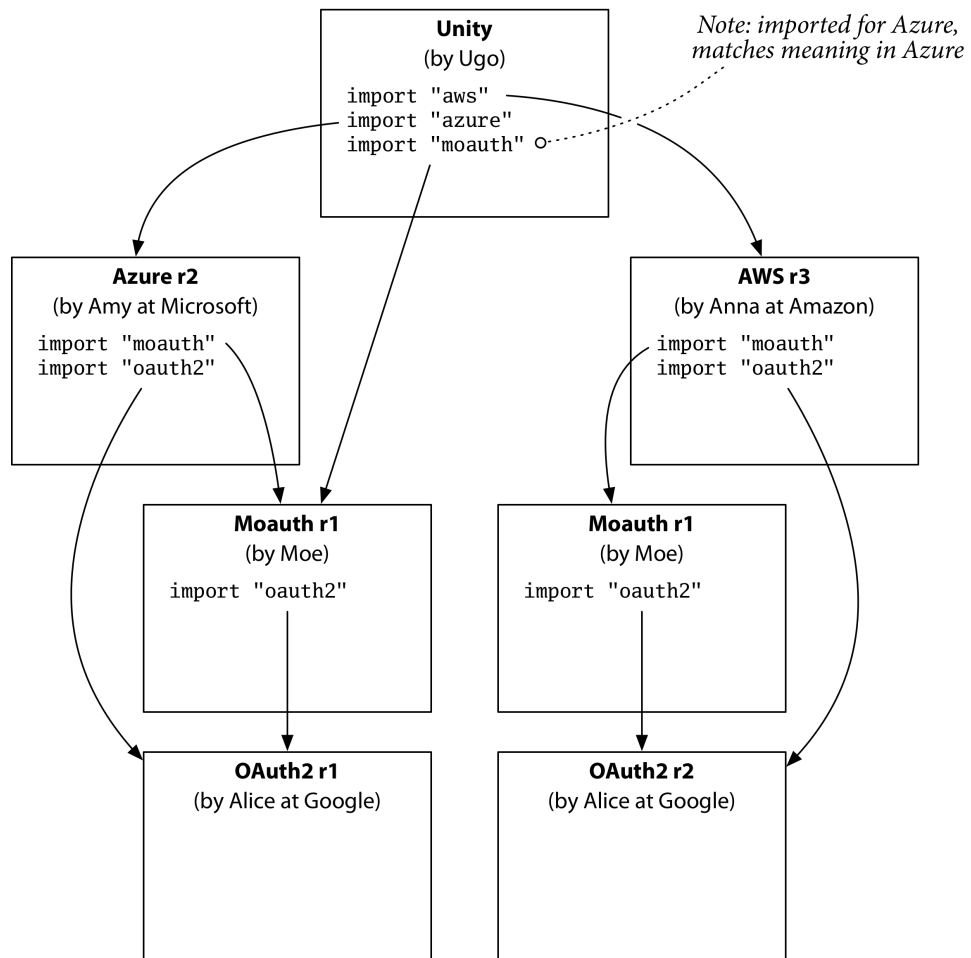 Unity
(by Ugo)
import "aws"
import "azure"
import "moauth"
Note: imported for Azure,
matches meaning in Azure
Azure r2
(by Amy at Microsoft)
import "moauth"
import "oauth2"
AWS r3
(by Anna at Amazon)
import "moauth"
import "oauth2"
Moauth r1
(by Moe)
import "oauth2"
Moauth r1
(by Moe)
import "oauth2"
OAuth2 r1
(by Alice at Google)
OAuth2 r2
(by Alice at Google)